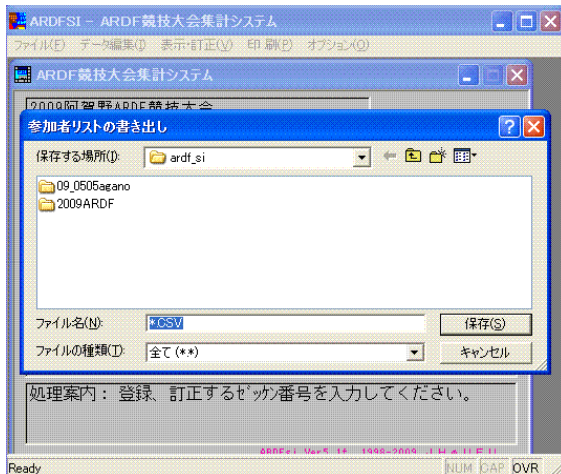 ARDFSI - ARDF競技大会集計システム
ファイル(F) データ編集(I) 表示・訂正(V) 印刷(P) オプション(O)
ARDF競技大会集計システム
2009阿賀野ARDF競技大会
参加者リストの書き出し
保存する場所(I): ardf_si
09_0505agano
2009ARDF
ファイル名(N): *.CSV 保存(S)
ファイルの種類(T): 全て(*.*) キャンセル
処理案内： 登録、訂正するゼッケン番号を入力してください。
ARDFsi Ver5.1t 1998-2009
Ready NUM CAP OVR